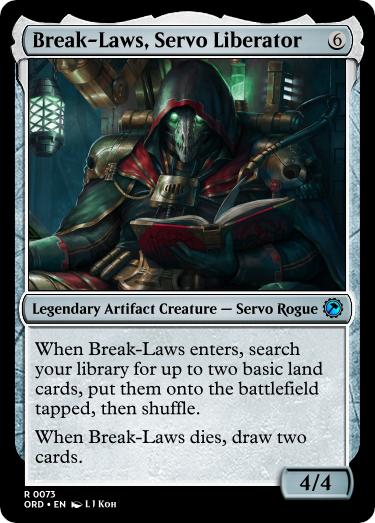 Break-Laws, Servo Liberator 6
Legendary Artifact Creature — Servo Rogue
When Break-Laws enters, search
your library for up to two basic land
cards, put them onto the battlefield
tapped, then shuffle.
When Break-Laws dies, draw two
cards.
4/4
R 0073
ORD • EN LJ Koh